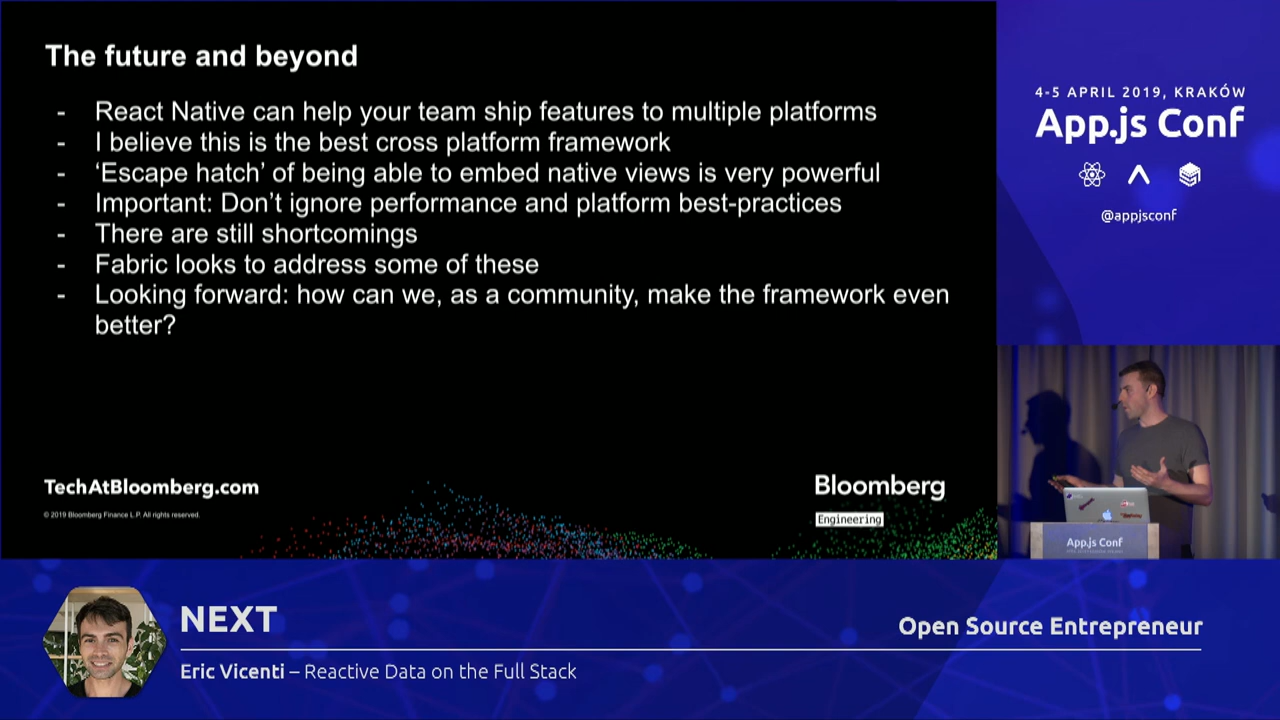 The future and beyond
- React Native can help your team ship features to multiple platforms
- I believe this is the best cross platform framework
- ‘Escape hatch’ of being able to embed native views is very powerful
- Important: Don’t ignore performance and platform best-practices
- There are still shortcomings
- Fabric looks to address some of these
- Looking forward: how can we, as a community, make the framework even
better?
TechAtBloomberg.com
© 2019 Bloomberg Finance L.P. All rights reserved.
Bloomberg
Engineering
4-5 APRIL 2019, KRAKÓW
App.js Conf
@appjsconf
App.js Conf
NEXT
Open Source Entrepreneur
Eric Vicenti – Reactive Data on the Full Stack